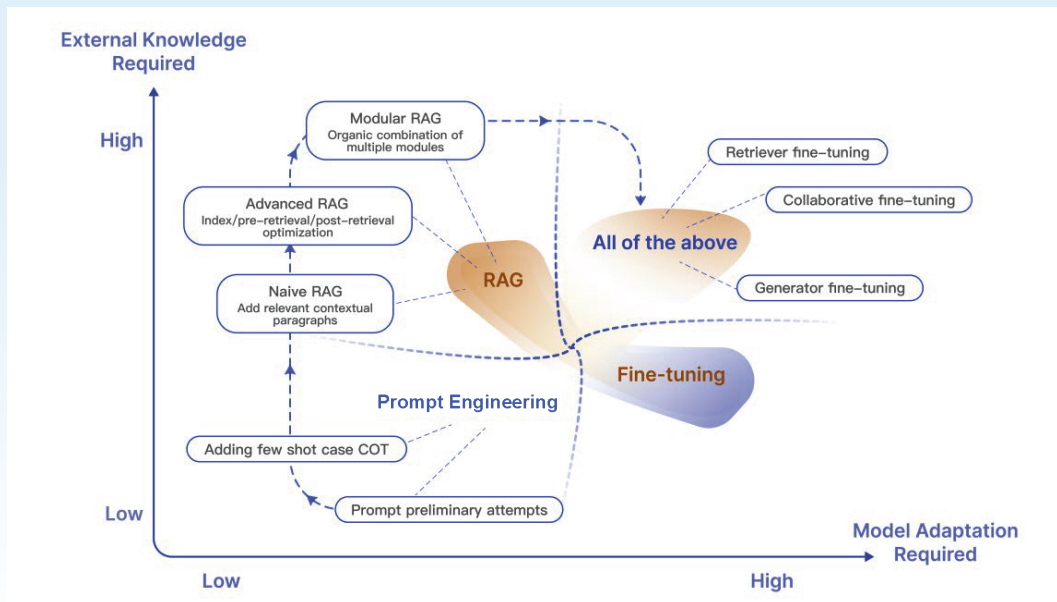 External Knowledge
Required
High
Modular RAG
Organic combination of
multiple modules
Retriever fine-tuning
Advanced RAG
Index/pre-retrieval/post-retrieval
optimization
Collaborative fine-tuning
All of the above
RAG
Naive RAG
Add relevant contextual
paragraphs
Generator fine-tuning
Fine-tuning
Prompt Engineering
Adding few shot case COT
Prompt preliminary attempts
Low
Model Adaptation
Required
Low
High